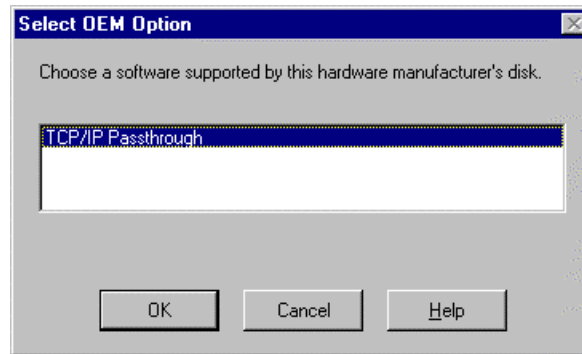 Select OEM Option
Choose a software supported by this hardware manufacturer's disk.
TCP/IP Passthrough
OK
Cancel
Help